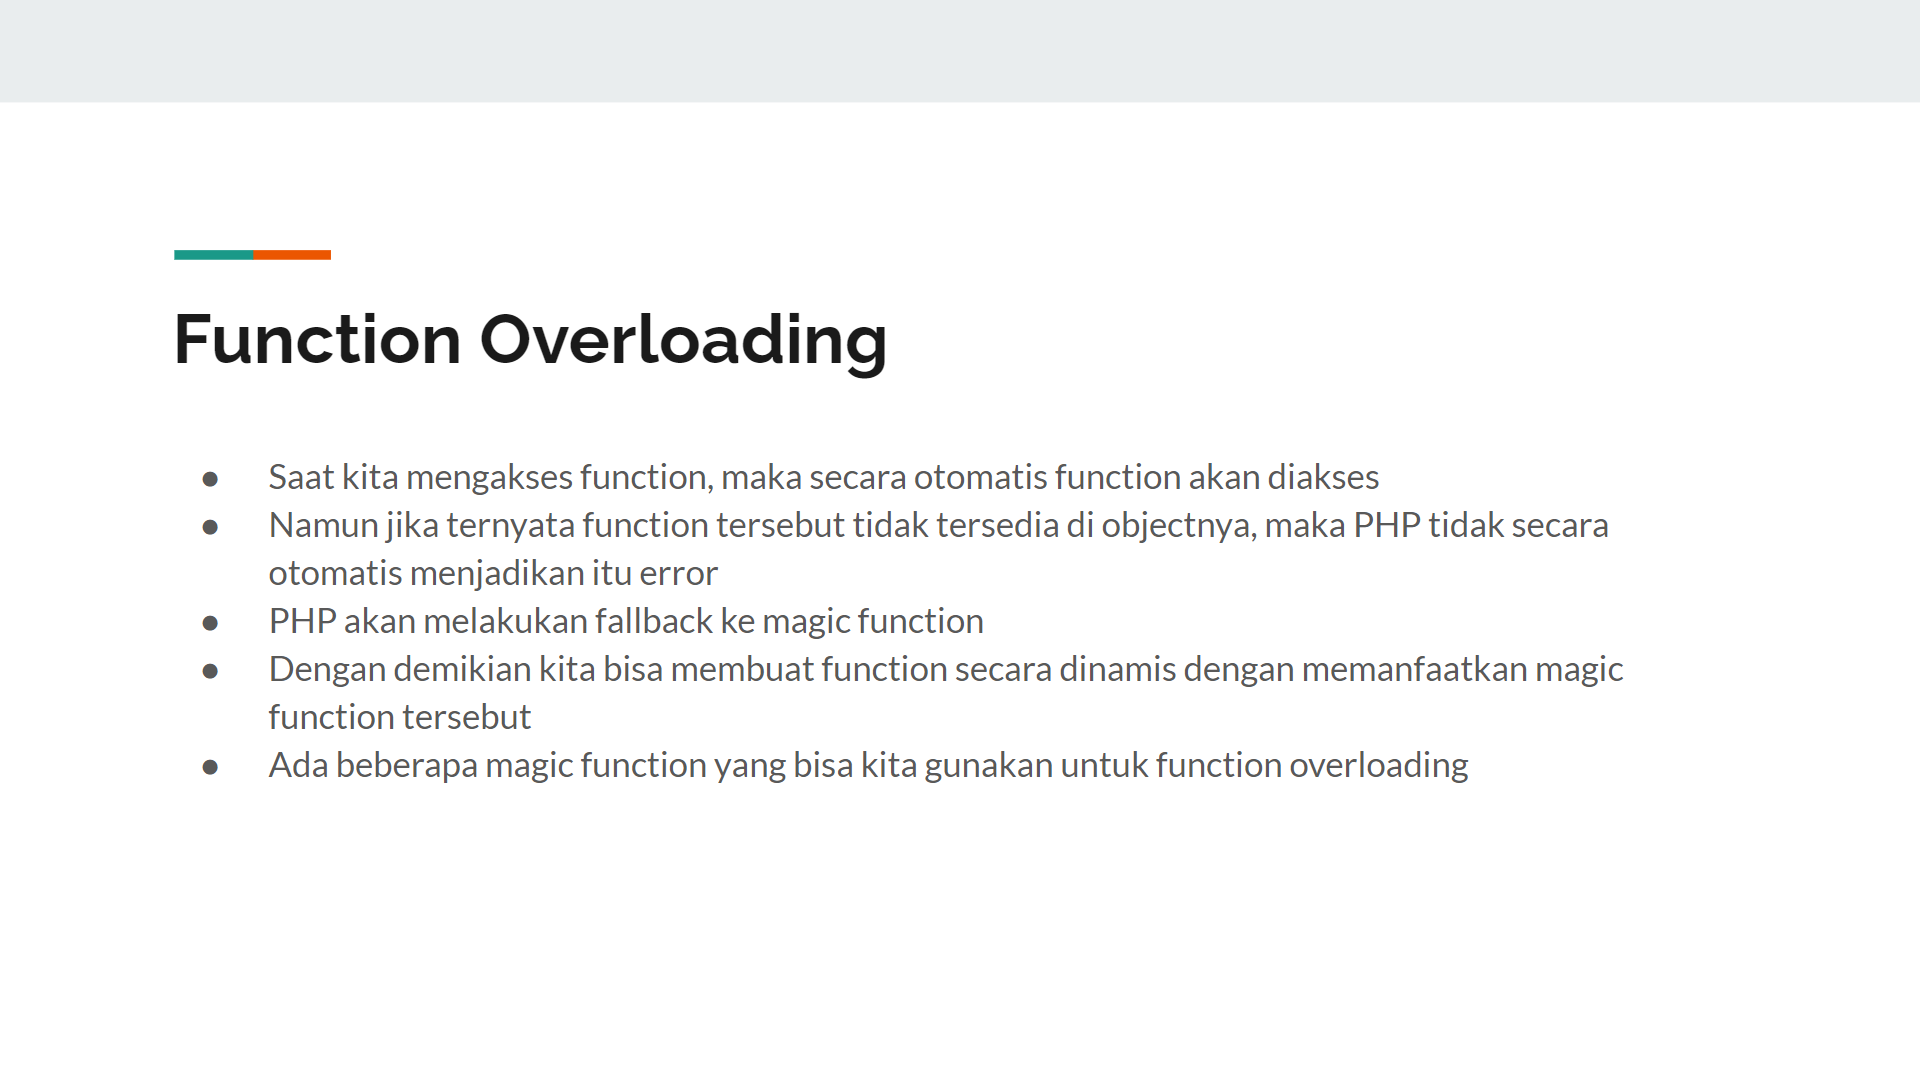 Function Overloading
● Saat kita mengakses function, maka secara otomatis function akan diakses
● Namun jika ternyata function tersebut tidak tersedia di objectnya, maka PHP tidak secara
otomatis menjadikan itu error
● PHP akan melakukan fallback ke magic function
● Dengan demikian kita bisa membuat function secara dinamis dengan memanfaatkan magic
function tersebut
● Ada beberapa magic function yang bisa kita gunakan untuk function overloading